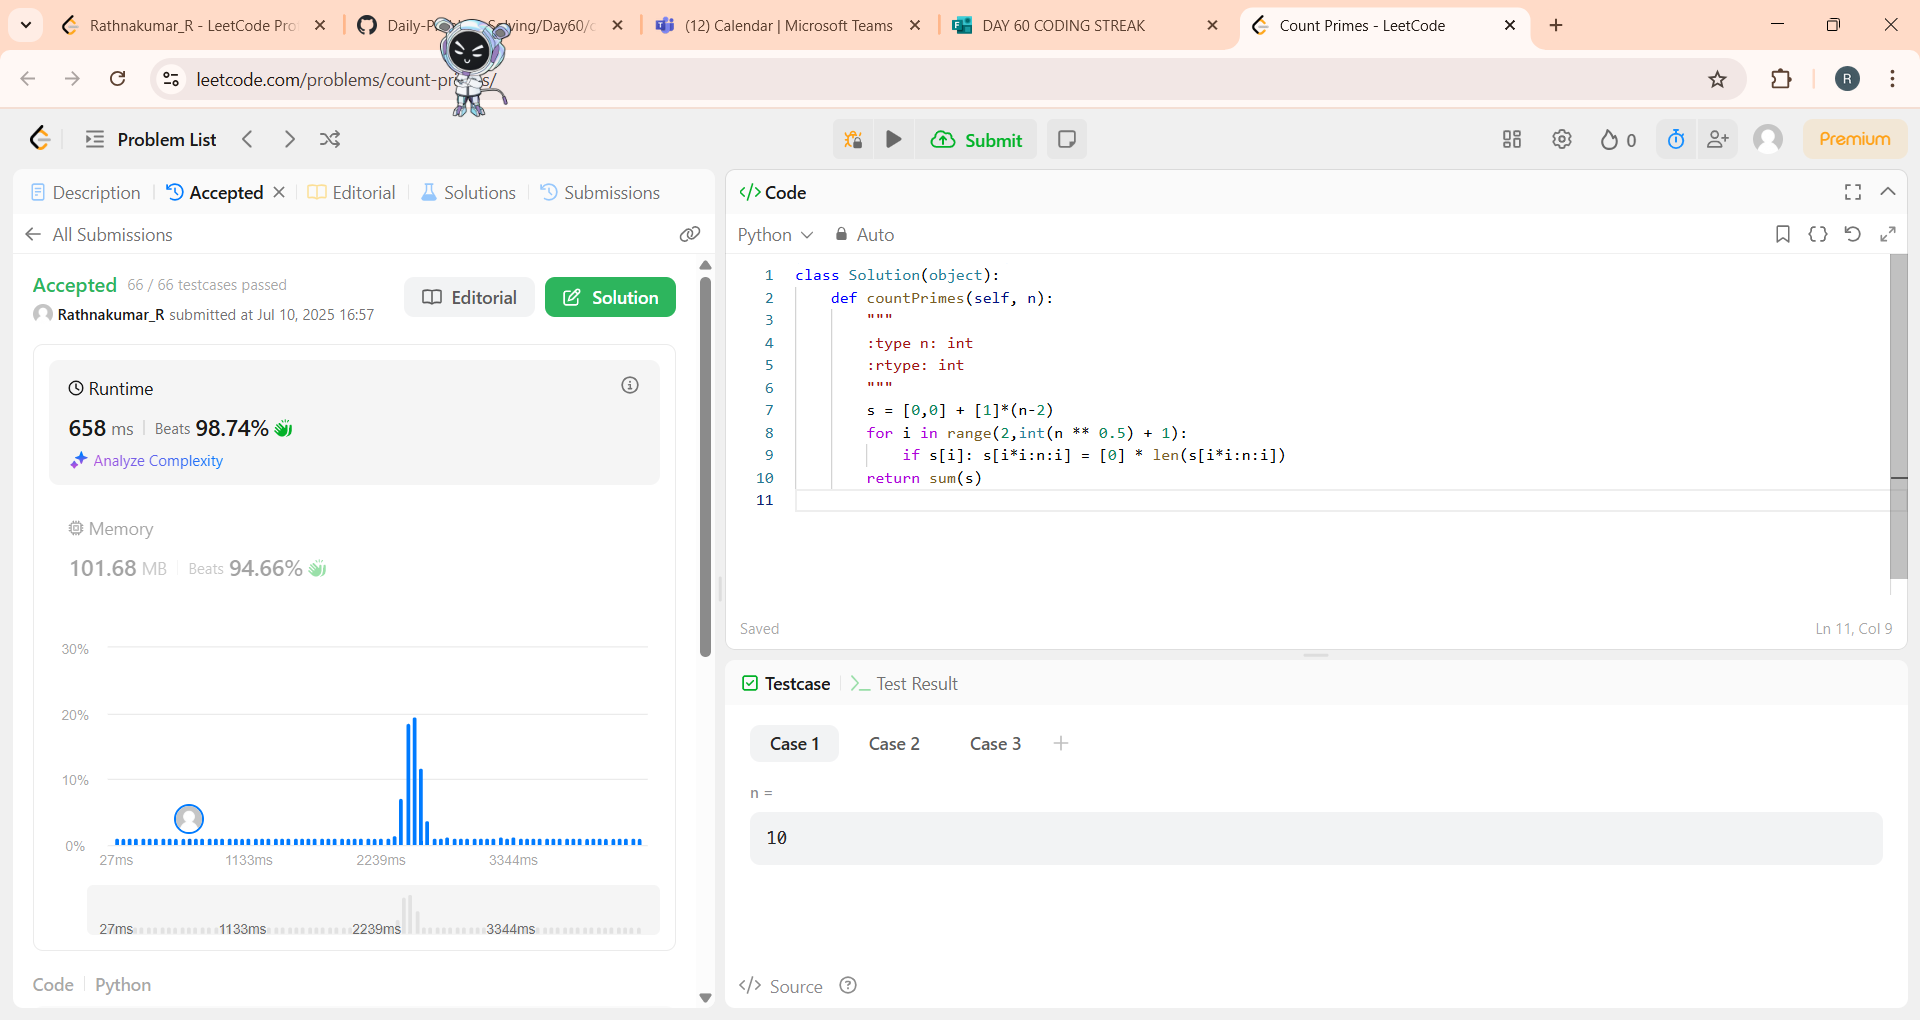 Rathnakumar_R - LeetCode Pro
Daily-P
Solving/Day60/c
(12) Calendar | Microsoft Teams
DAY 60 CODING STREAK
Count Primes - LeetCode
leetcode.com/problems/count-primes/
R
Problem List
Submit
0
Premium
Description
Accepted
Editorial
Solutions
Submissions
All Submissions
Accepted 66 / 66 testcases passed
Rathnakumar_R submitted at Jul 10, 2025 16:57
Editorial
Solution
Runtime
658 ms Beats 98.74%
Analyze Complexity
Memory
101.68 MB Beats 94.66%
30%
20%
10%
0%
27ms 1133ms 2239ms 3344ms
27ms 1133ms 2239ms 3344ms
Code Python
</> Code
Python Auto
1 class Solution(object):
2 def countPrimes(self, n):
3 """
4 :type n: int
5 :rtype: int
6 """
7 s = [0,0] + [1]*(n-2)
8 for i in range(2,int(n ** 0.5) + 1):
9 if s[i]: s[i*i:n:i] = [0] * len(s[i*i:n:i])
10 return sum(s)
11
Saved
Ln 11, Col 9
Testcase
>_ Test Result
Case 1 Case 2 Case 3 +
n =
10
</> Source